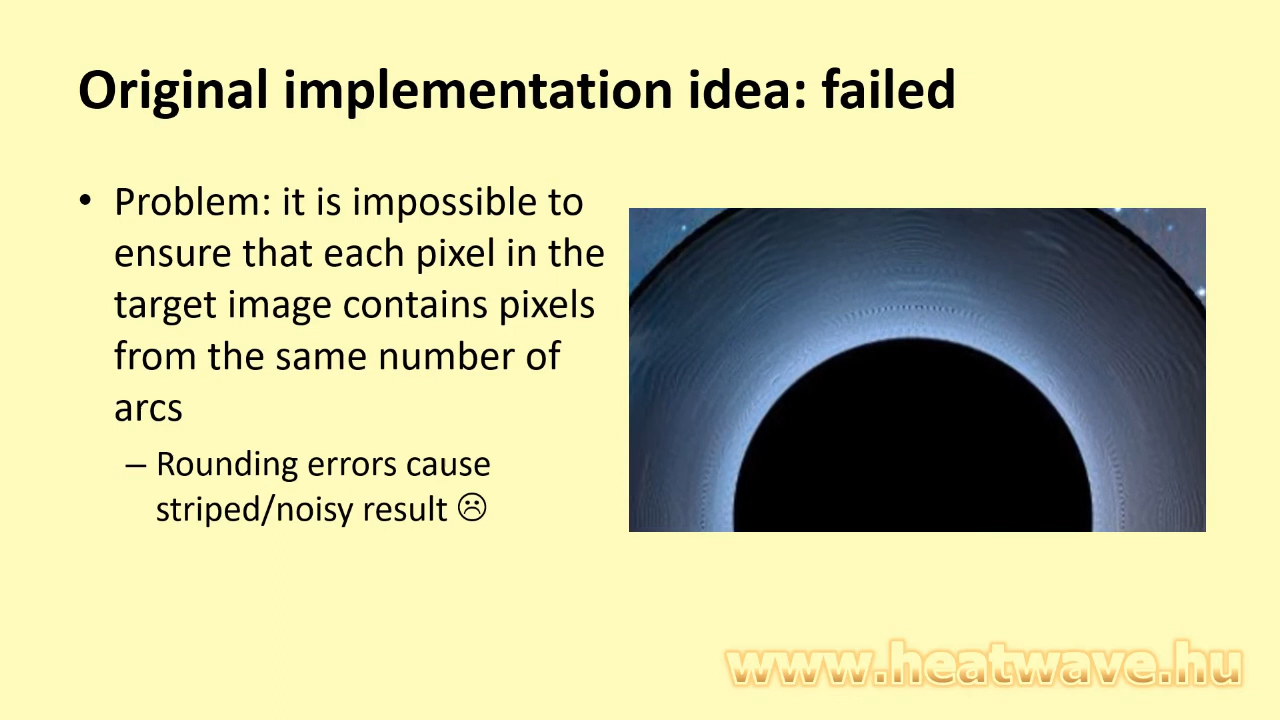 Original implementation idea: failed
• Problem: it is impossible to
ensure that each pixel in the
target image contains pixels
from the same number of
arcs
– Rounding errors cause
striped/noisy result ☹
www.heatwave.hu